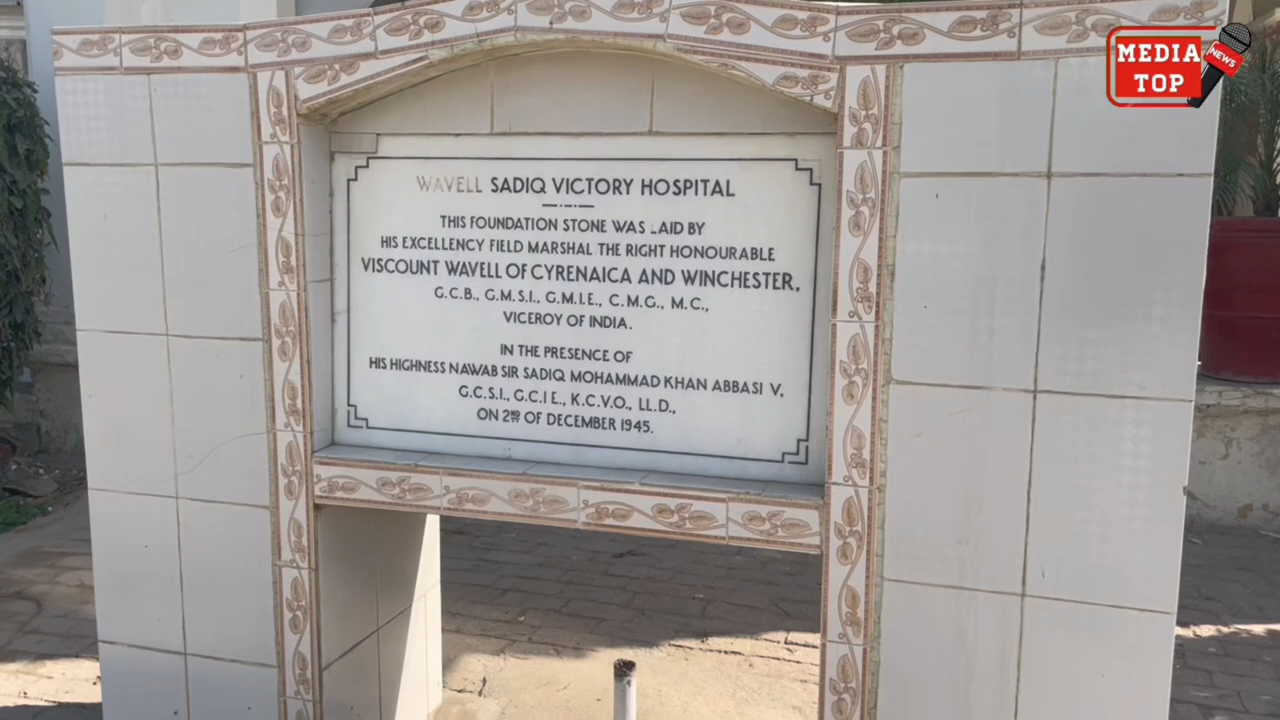 WAVELL SADIQ VICTORY HOSPITAL
THIS FOUNDATION STONE WAS LAID BY
HIS EXCELLENCY FIELD MARSHAL THE RIGHT HONOURABLE
VISCOUNT WAVELL OF CYRENAICA AND WINCHESTER,
G.C.B., G.M.S.I., G.M.I.E., C.M.G., M.C.,
VICEROY OF INDIA.
IN THE PRESENCE OF
HIS HIGHNESS NAWAB SIR SADIQ MOHAMMAD KHAN ABBASI V,
G.C.S.I., G.C.I E., K.C.V.O., LL.D.,
ON 2ND OF DECEMBER 1945.
MEDIA
TOP
NEWS